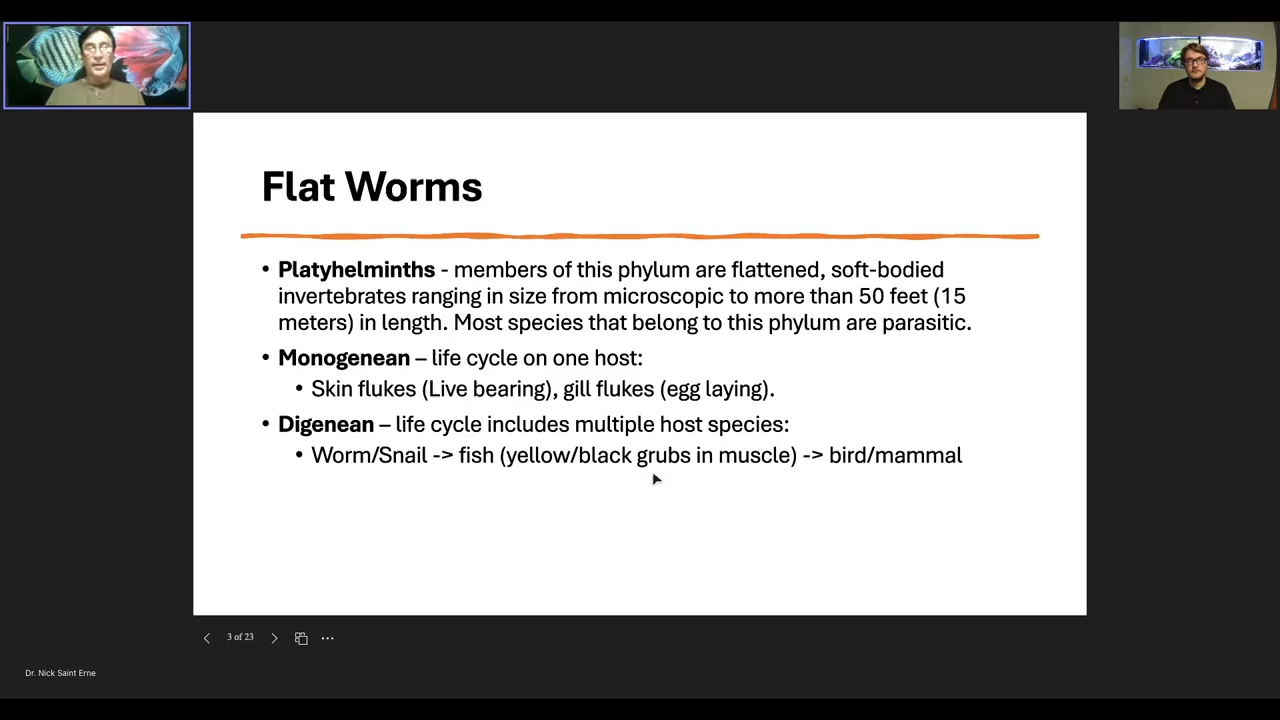 Flat Worms
• Platyhelminths - members of this phylum are flattened, soft-bodied
invertebrates ranging in size from microscopic to more than 50 feet (15
meters) in length. Most species that belong to this phylum are parasitic.
• Monogenean – life cycle on one host:
• Skin flukes (Live bearing), gill flukes (egg laying).
• Digenean – life cycle includes multiple host species:
• Worm/Snail -> fish (yellow/black grubs in muscle) -> bird/mammal
3 of 23
Dr. Nick Saint Erne